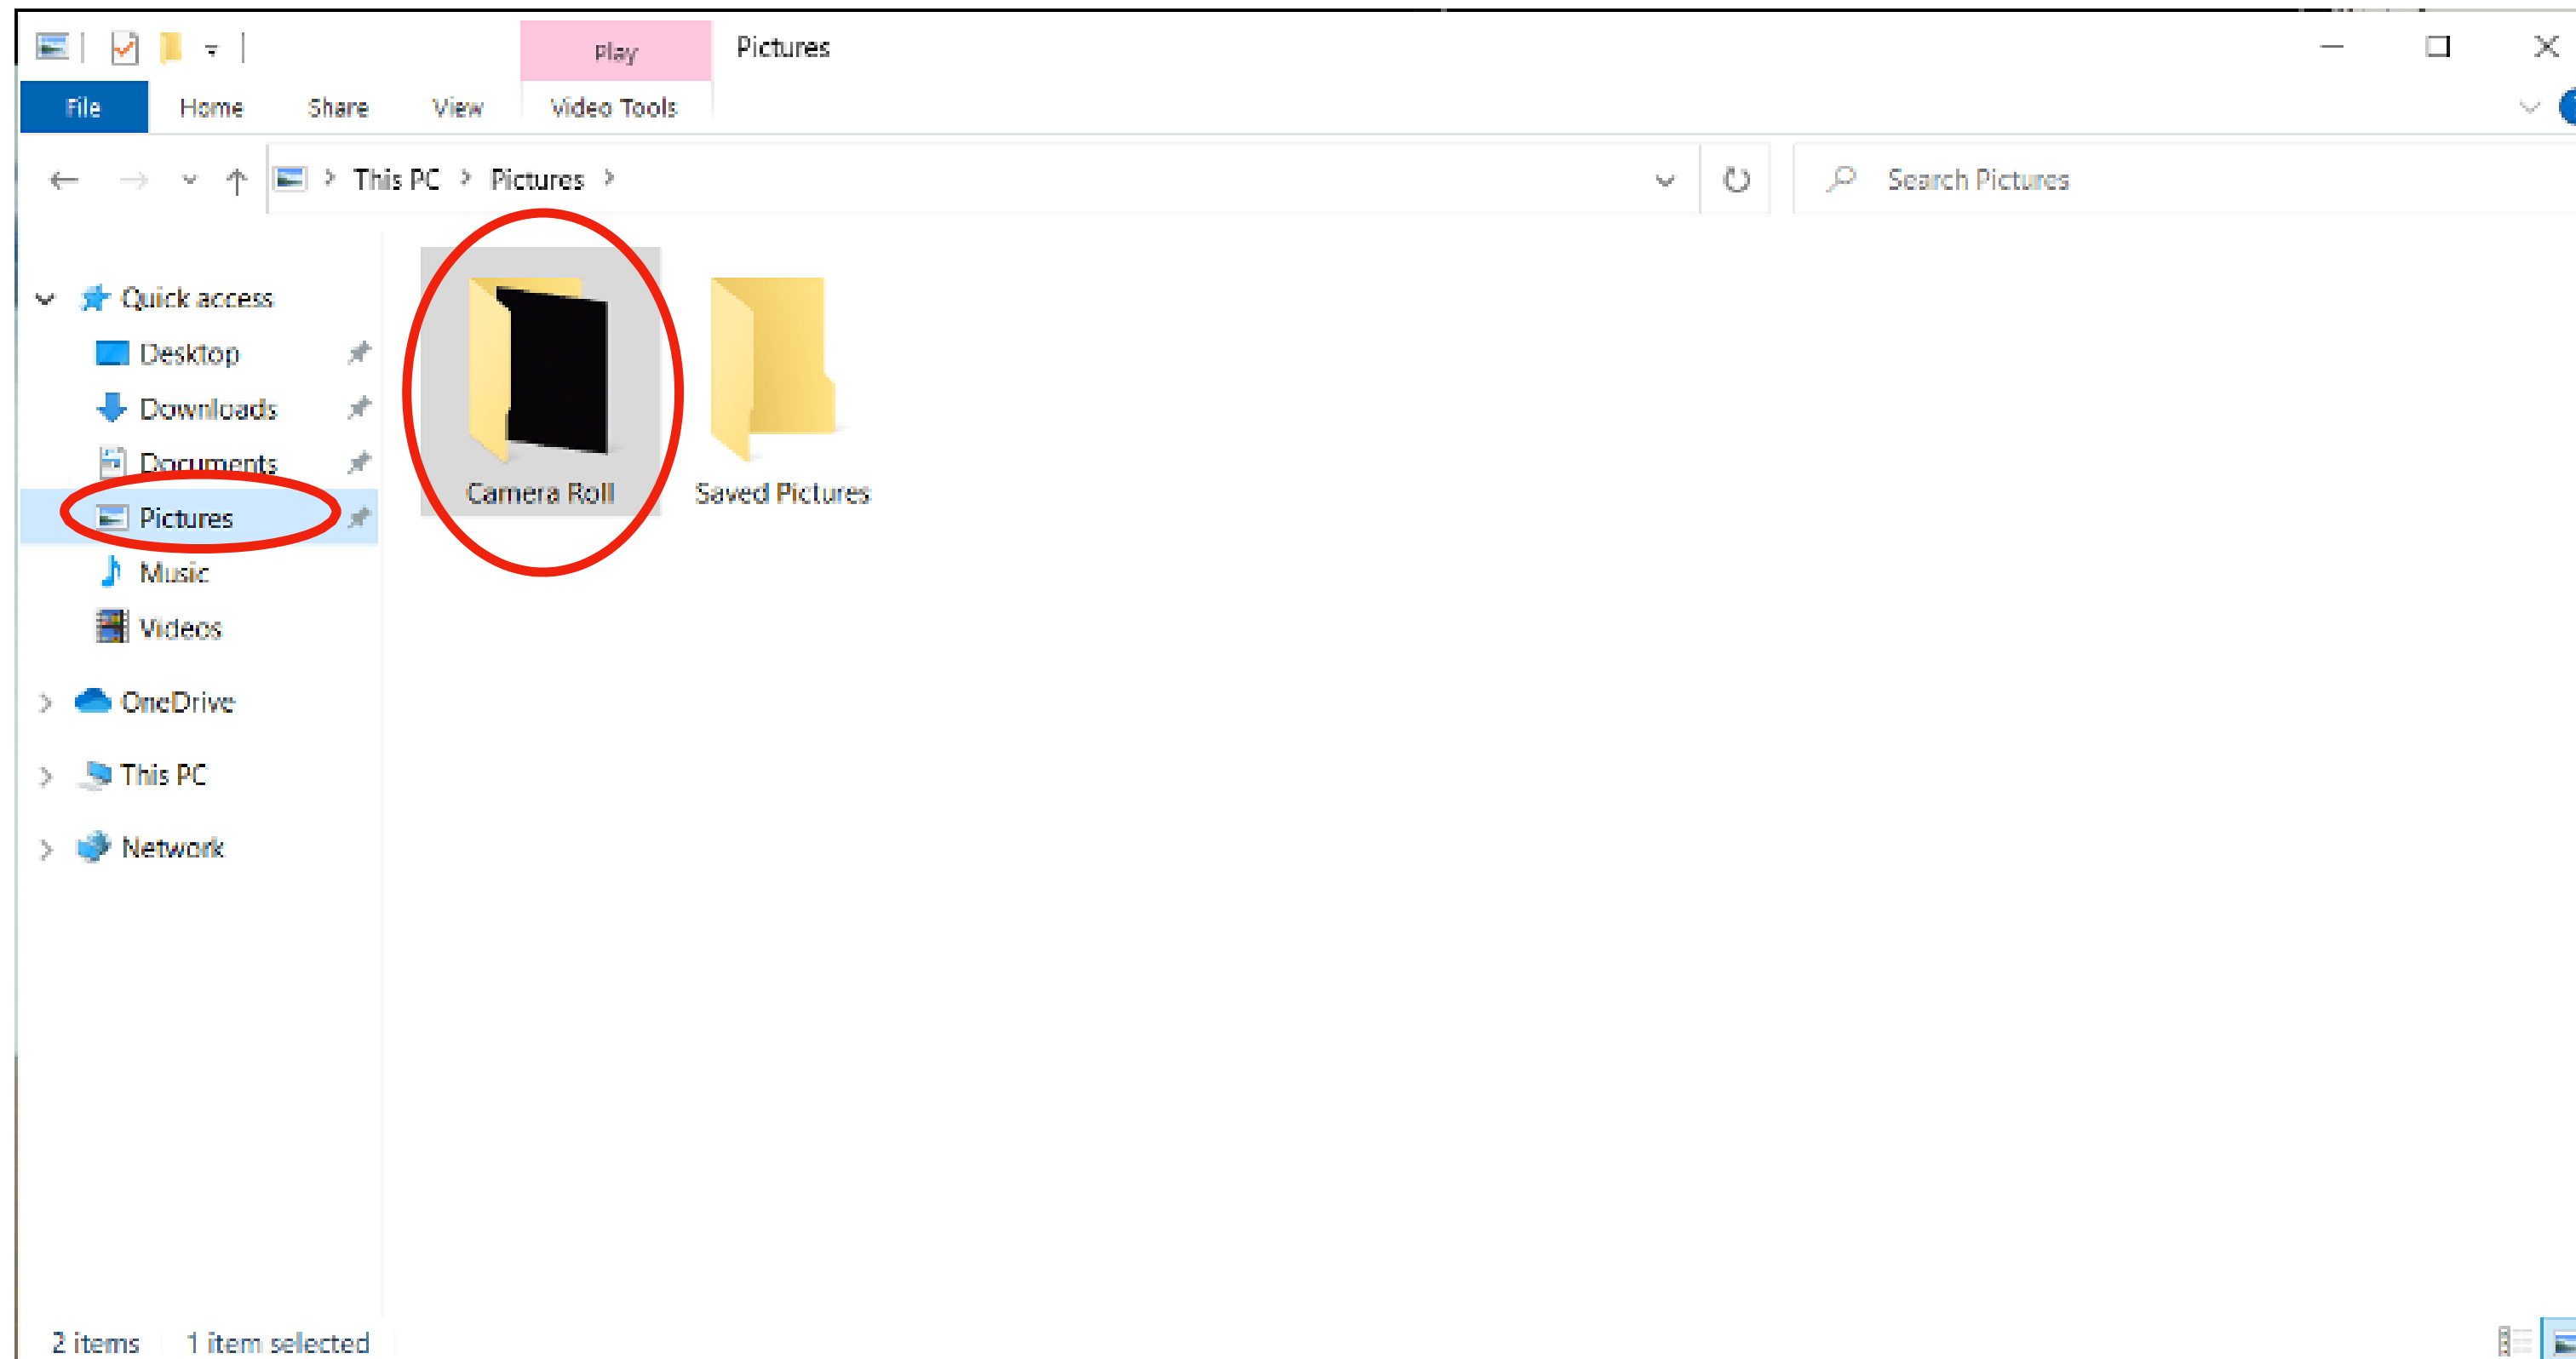 Play
Pictures
File Home Share View Video Tools
This PC Pictures
Search Pictures
Quick access
Desktop
Downloads
Documents
Pictures
Music
Videos
OneDrive
This PC
Network
Camera Roll
Saved Pictures
2 items 1 item selected